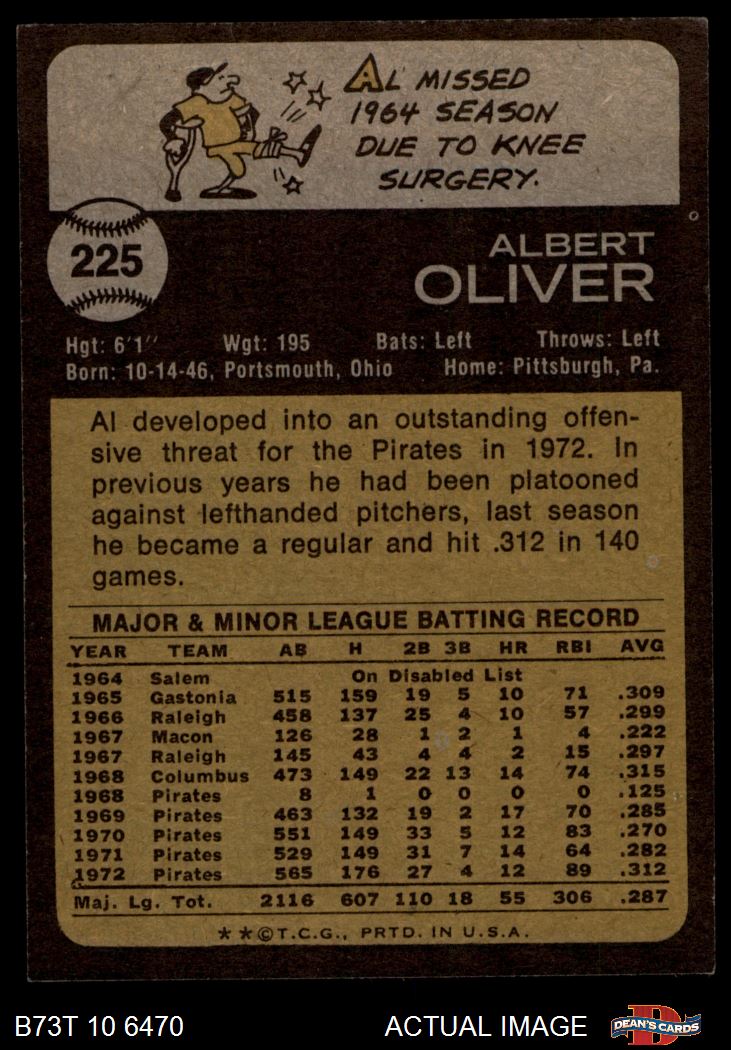 AL MISSED
1964 SEASON
DUE TO KNEE
SURGERY.
225
ALBERT
OLIVER
Hgt: 6'1" Wgt: 195 Bats: Left Throws: Left
Born: 10-14-46, Portsmouth, Ohio Home: Pittsburgh, Pa.
Al developed into an outstanding offen-
sive threat for the Pirates in 1972. In
previous years he had been platooned
against lefthanded pitchers, last season
he became a regular and hit .312 in 140
games.
MAJOR & MINOR LEAGUE BATTING RECORD
YEAR TEAM AB H 2B 3B HR RBI AVG
1964 Salem On Disabled List
1965 Gastonia 515 159 19 5 10 71 .309
1966 Raleigh 458 137 25 4 10 57 .299
1967 Macon 126 28 1 2 1 4 .222
1967 Raleigh 145 43 4 4 2 15 .297
1968 Columbus 473 149 22 13 14 74 .315
1968 Pirates 8 1 0 0 0 0 .125
1969 Pirates 463 132 19 2 17 70 .285
1970 Pirates 551 149 33 5 12 83 .270
1971 Pirates 529 149 31 7 14 64 .282
1972 Pirates 565 176 27 4 12 89 .312
Maj. Lg. Tot. 2116 607 110 18 55 306 .287
**©T.C.G., PRTD. IN U.S.A.
B73T 10 6470 ACTUAL IMAGE D DEAN'S CARDS